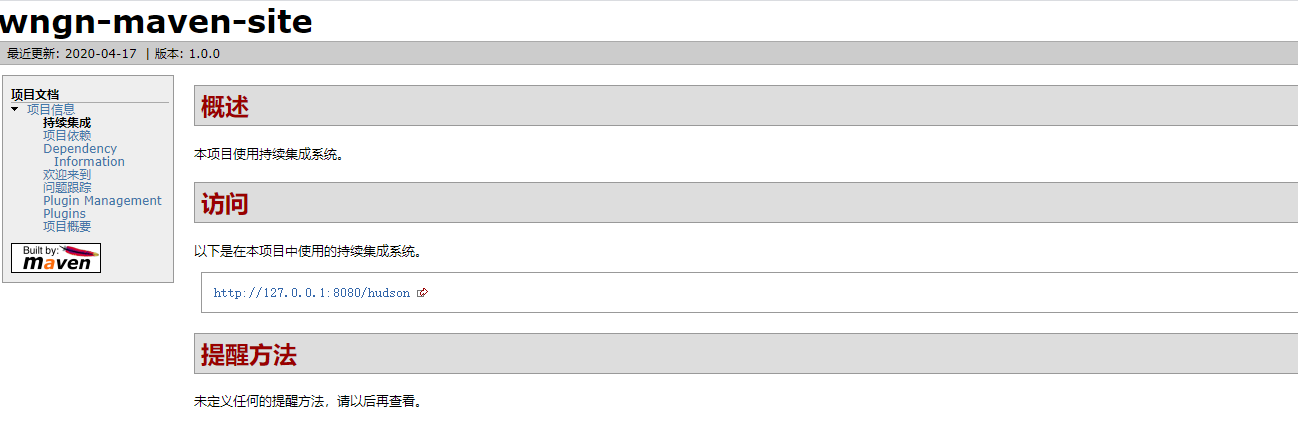 wngn-maven-site
最近更新: 2020-04-17 | 版本: 1.0.0
项目文档
项目信息
持续集成
项目依赖
Dependency
Information
欢迎来到
问题跟踪
Plugin Management
Plugins
项目概要
Built by:
maven
概述
本项目使用持续集成系统。
访问
以下是在本项目中使用的持续集成系统。
http://127.0.0.1:8080/hudson
提醒方法
未定义任何的提醒方法，请以后再查看。